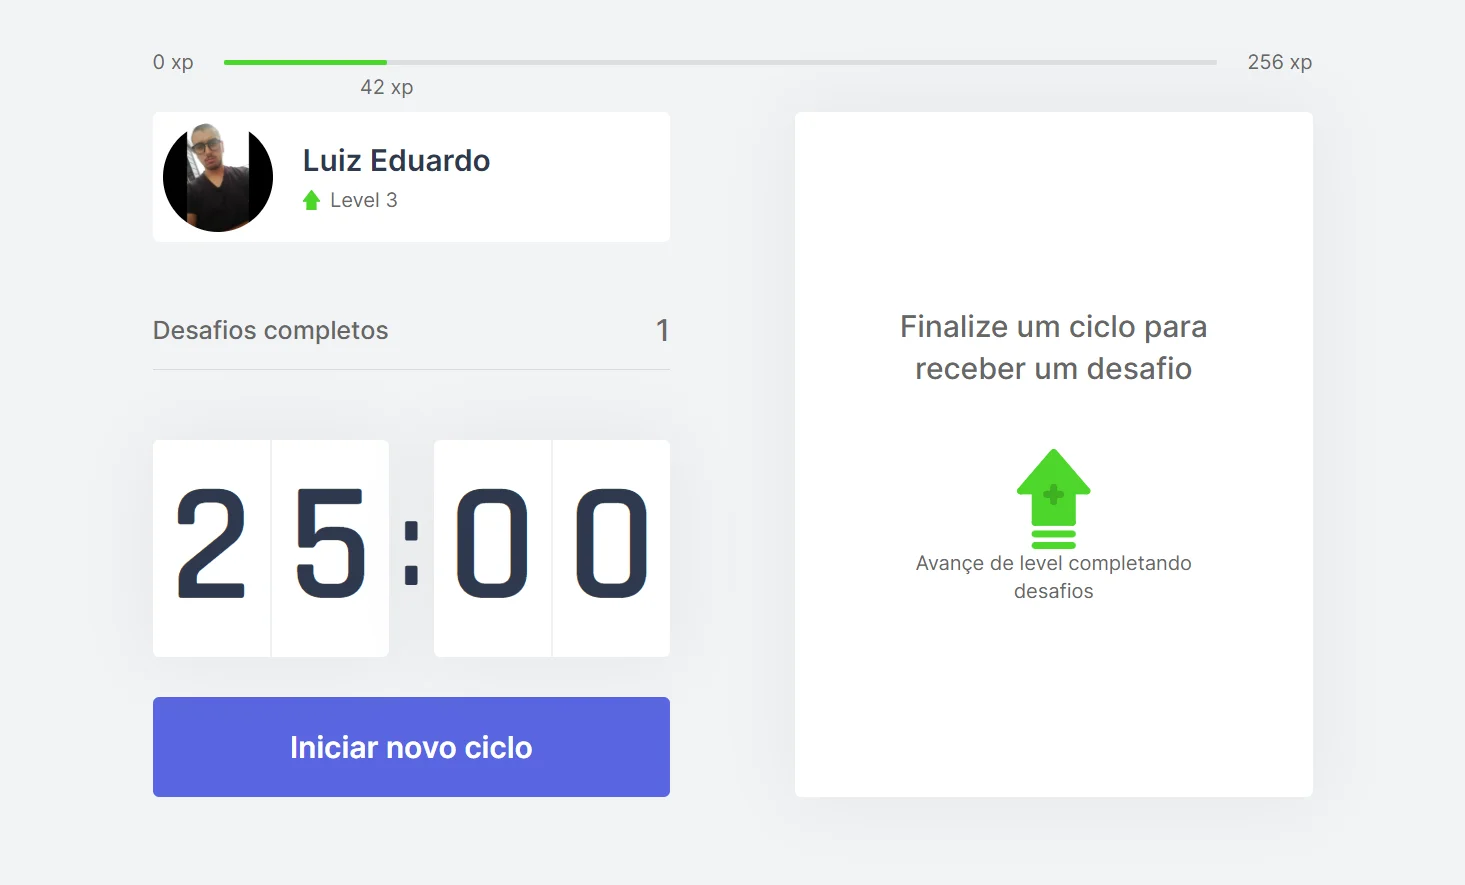 0 xp
256 xp
42 xp
Luiz Eduardo
Level 3
Desafios completos
1
25:00
Iniciar novo ciclo
Finalize um ciclo para
receber um desafio
Avançe de level completando
desafios